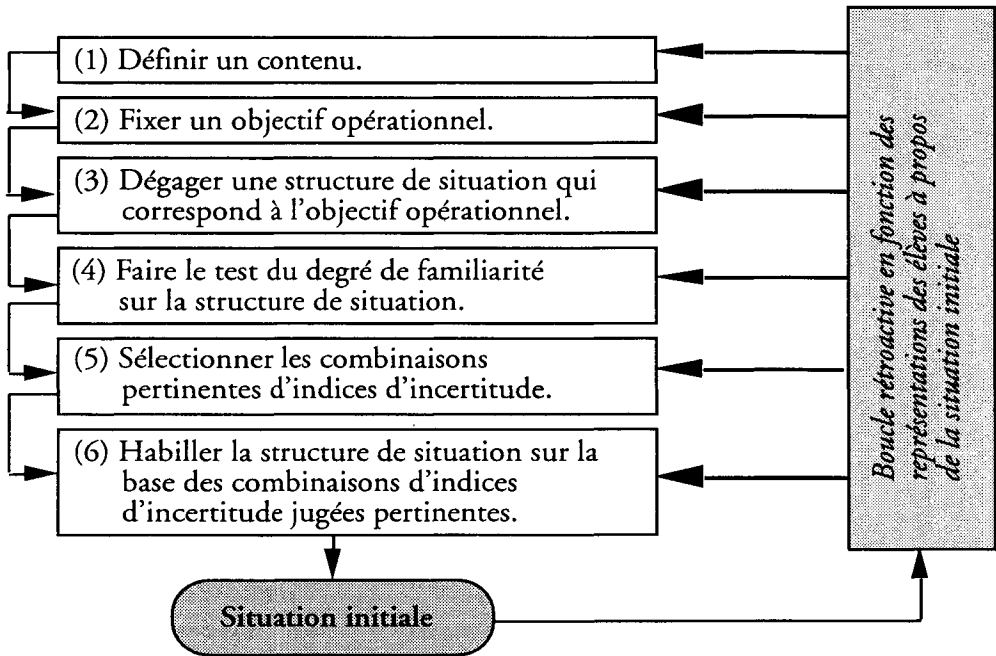 (1) Définir un contenu.
(2) Fixer un objectif opérationnel.
(3) Dégager une structure de situation qui
correspond à l'objectif opérationnel.
(4) Faire le test du degré de familiarité
sur la structure de situation.
(5) Sélectionner les combinaisons
pertinentes d'indices d'incertitude.
(6) Habiller la structure de situation sur la
base des combinaisons d'indices
d'incertitude jugées pertinentes.
Situation initiale
Boucle rétroactive en fonction des
représentations des élèves à propos
de la situation initiale